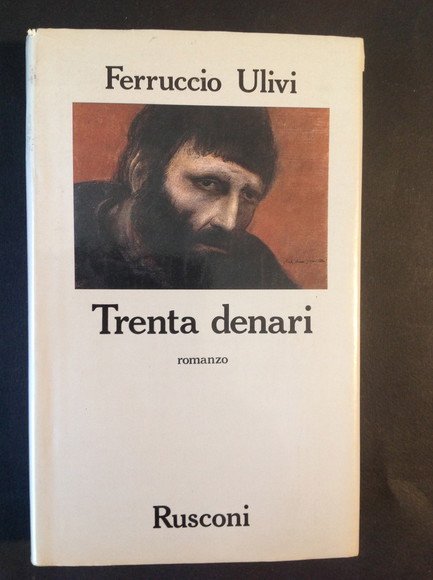 Ferruccio Ulivi
Trenta denari
romanzo
Rusconi